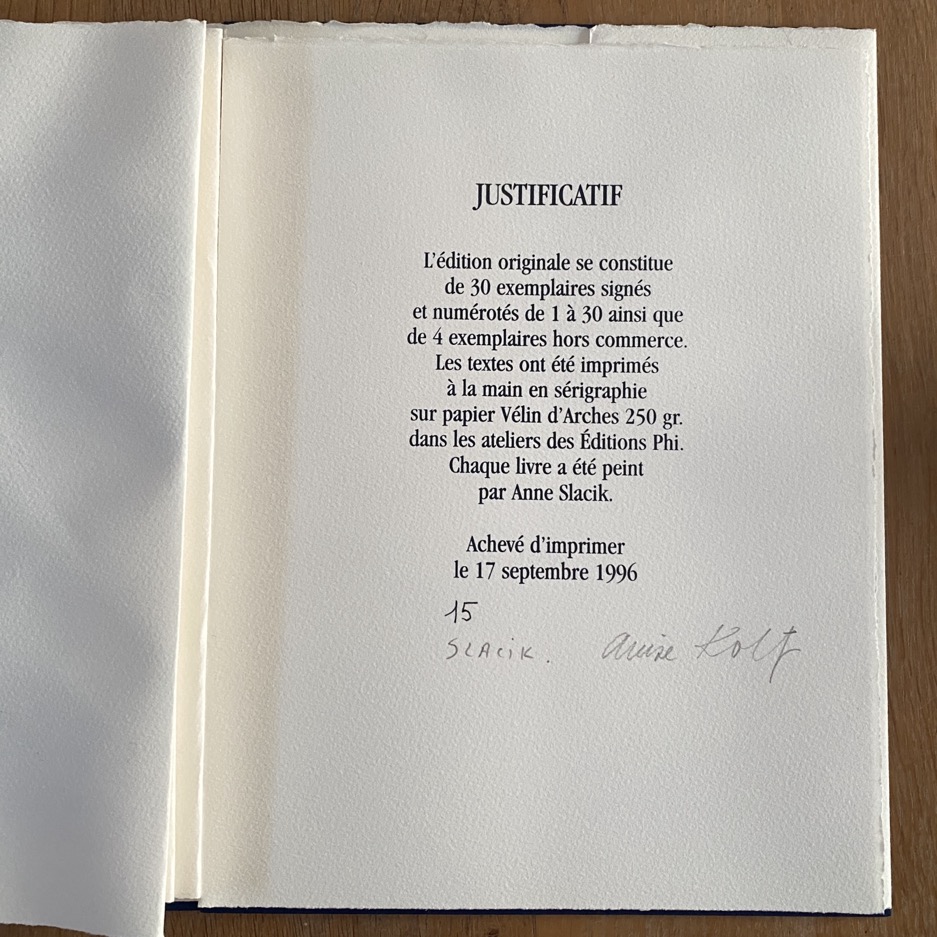 JUSTIFICATIF
L'édition originale se constitue
de 30 exemplaires signés
et numérotés de 1 à 30 ainsi que
de 4 exemplaires hors commerce.
Les textes ont été imprimés
à la main en sérigraphie
sur papier Vélin d'Arches 250 gr.
dans les ateliers des Éditions Phi.
Chaque livre a été peint
par Anne Slacik.
Achevé d'imprimer
le 17 septembre 1996
15
SLACiK. Anise Koltz